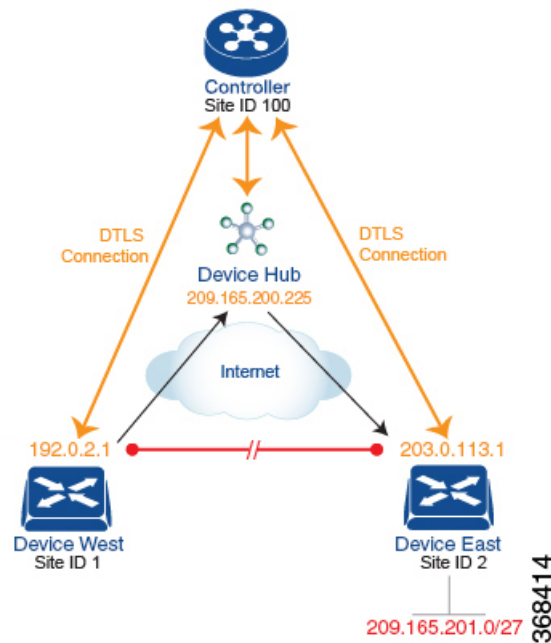 Controller
Site ID 100
DTLS
Connection
DTLS
Connection
Device Hub
209.165.200.225
Internet
192.0.2.1
203.0.113.1
Device West
Site ID 1
Device East
Site ID 2
209.165.201.0/27
368414